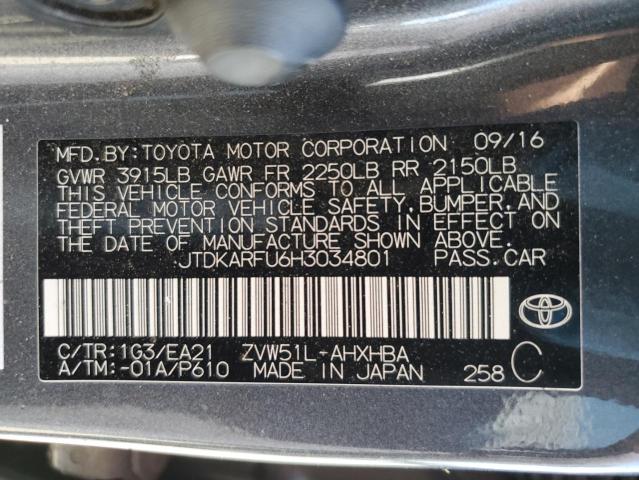 MFD.BY:TOYOTA MOTOR CORPORATION 09/16
GVWR 3915LB GAWR FR 2250LB RR 2150LB
THIS VEHICLE CONFORMS TO ALL APPLICABLE
FEDERAL MOTOR VEHICLE SAFETY,BUMPER,AND
THEFT PREVENTION STANDARDS IN EFFECT ON
THE DATE OF MANUFACTURE SHOWN ABOVE.
JTDKARFU6H3034801 PASS.CAR
C/TR:1G3/EA21 ZVW51L-AHXHBA
A/TM:-01A/P610 MADE IN JAPAN 258 C